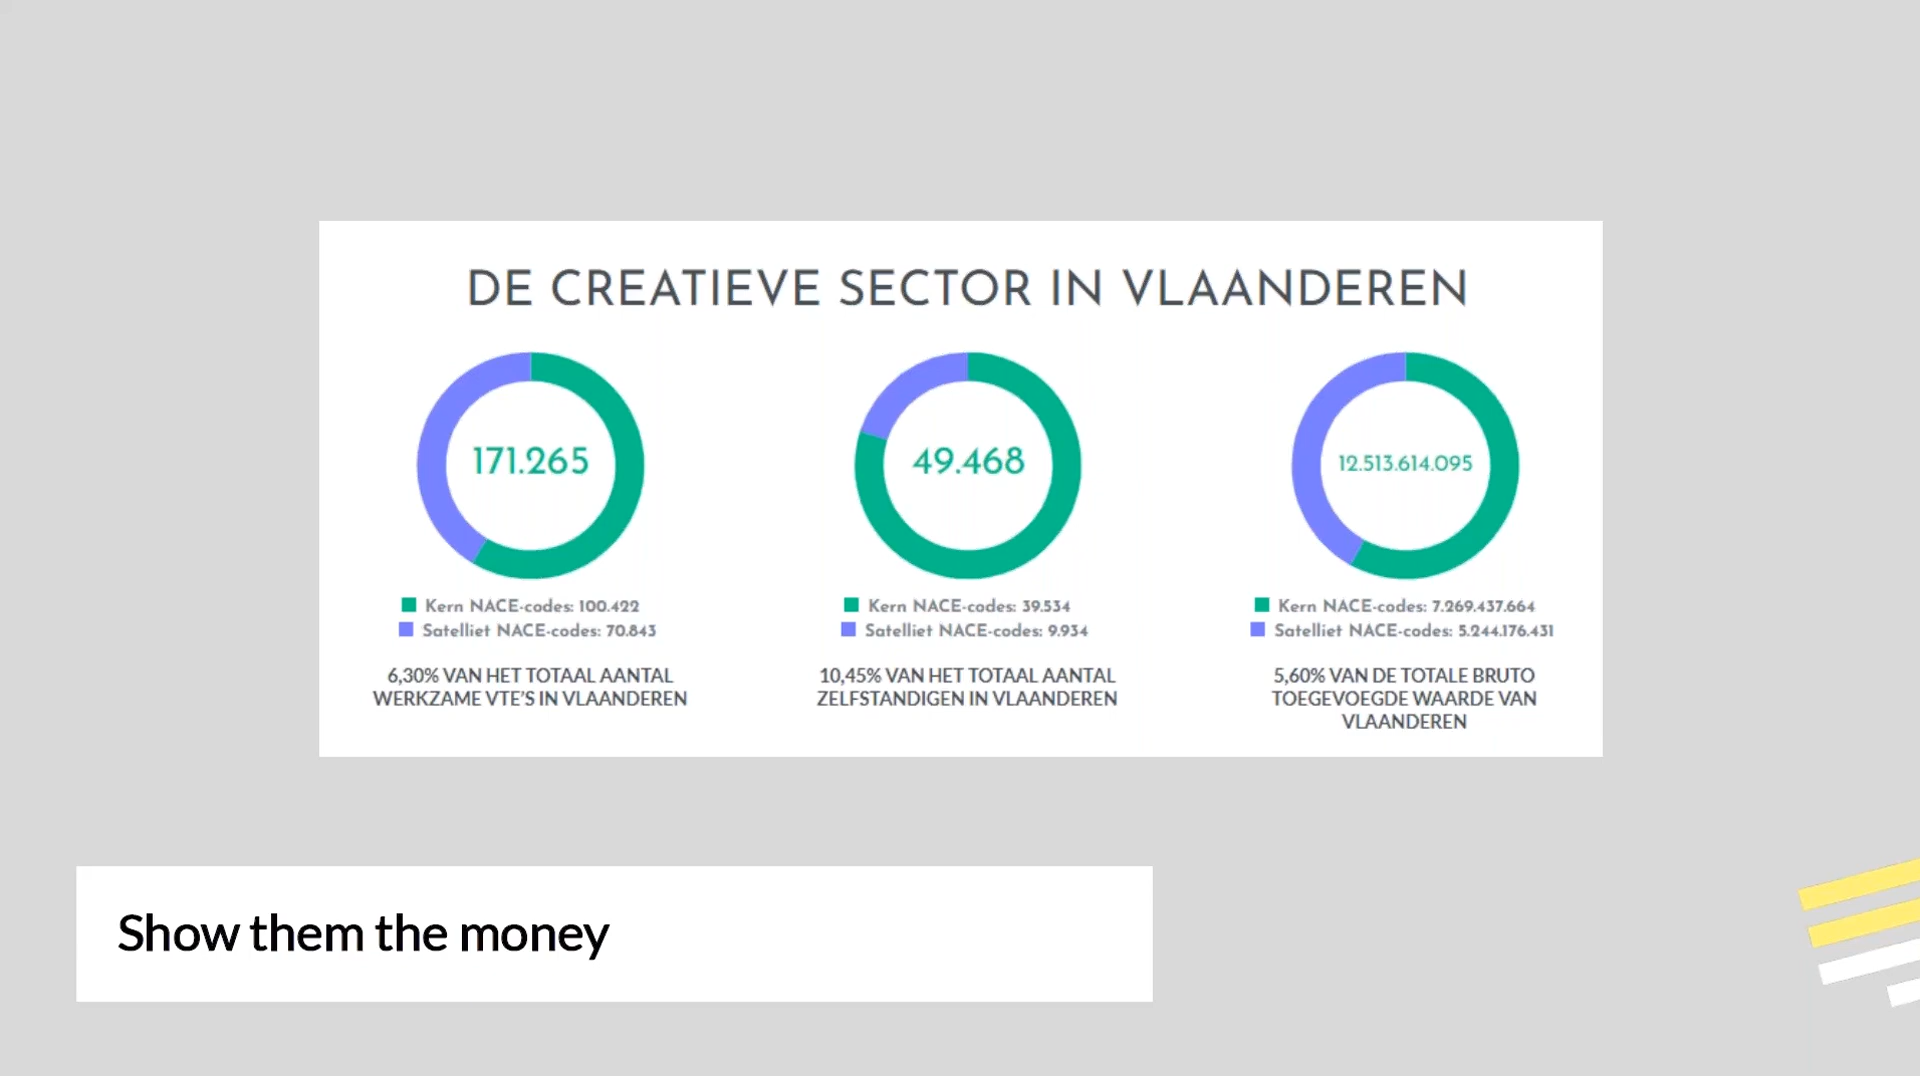 DE CREATIEVE SECTOR IN VLAANDEREN
171.265
Kern NACE-codes: 100.422
Satelliet NACE-codes: 70.843
6,30% VAN HET TOTAAL AANTAL
WERKZAME VTE'S IN VLAANDEREN
49.468
Kern NACE-codes: 39.534
Satelliet NACE-codes: 9.934
10,45% VAN HET TOTAAL AANTAL
ZELFSTANDIGEN IN VLAANDEREN
12.513.614.095
Kern NACE-codes: 7.269.437.664
Satelliet NACE-codes: 5.244.176.431
5,60% VAN DE TOTALE BRUTO
TOEGEVOEGDE WAARDE VAN
VLAANDEREN
Show them the money